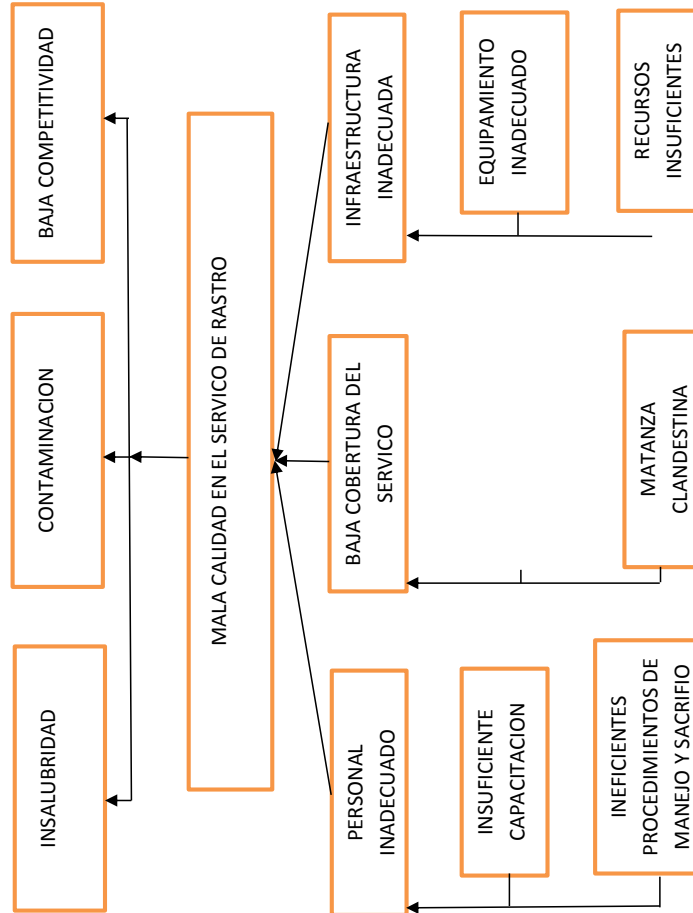 INSALUBRIDAD
CONTAMINACION
BAJA COMPETITIVIDAD
MALA CALIDAD EN EL SERVICO DE RASTRO
PERSONAL
INADECUADO
BAJA COBERTURA DEL
SERVICO
INFRAESTRUCTURA
INADECUADA
INSUFICIENTE
CAPACITACION
EQUIPAMIENTO
INADECUADO
INEFICIENTES
PROCEDIMIENTOS DE
MANEJO Y SACRIFIO
MATANZA
CLANDESTINA
RECURSOS
INSUFICIENTES